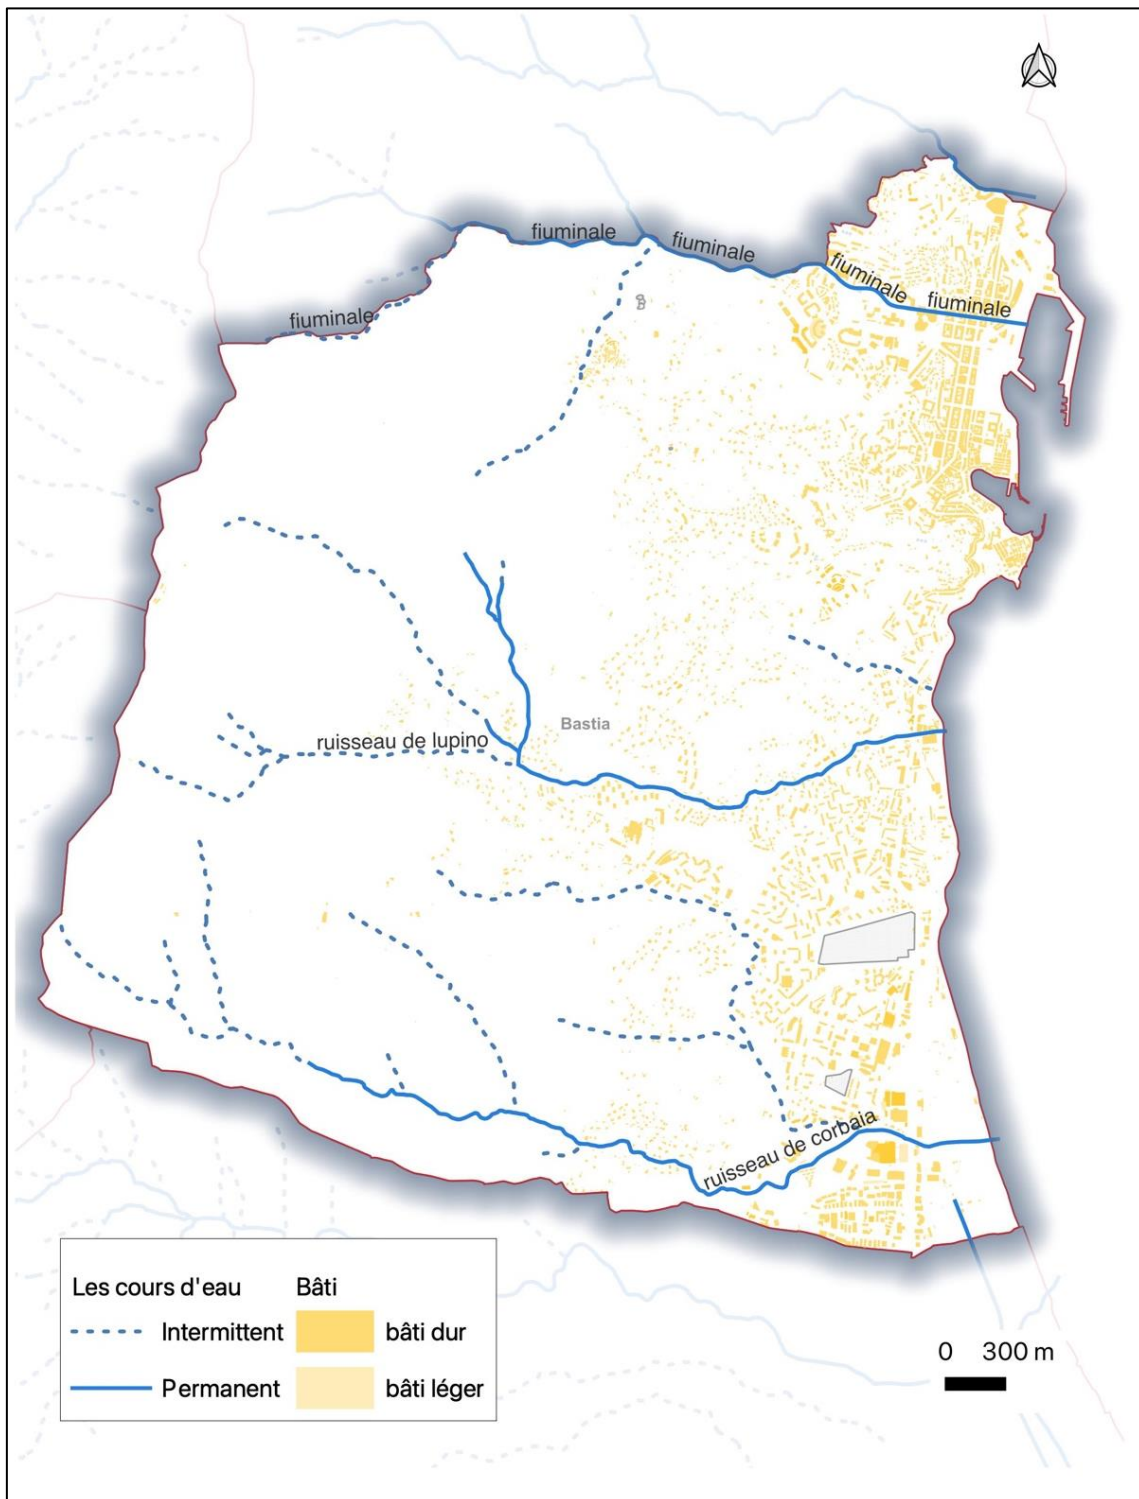 fiuminale
fiuminale
fiuminale
fiuminale
fiuminale
Bastia
ruisseau de lupino
ruisseau de corbaia
Les cours d'eau
Bâti
Intermittent
bâti dur
Permanent
bâti léger
0 300 m